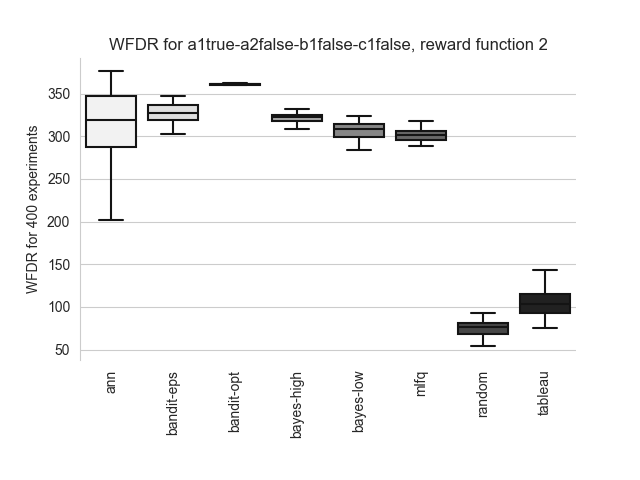 WFDR for a1true-a2false-b1false-c1false, reward function 2
WFDR for 400 experiments
350
300
250
200
150
100
50
ann
bandit-eps
bandit-opt
bayes-high
bayes-low
mlfq
random
tableau